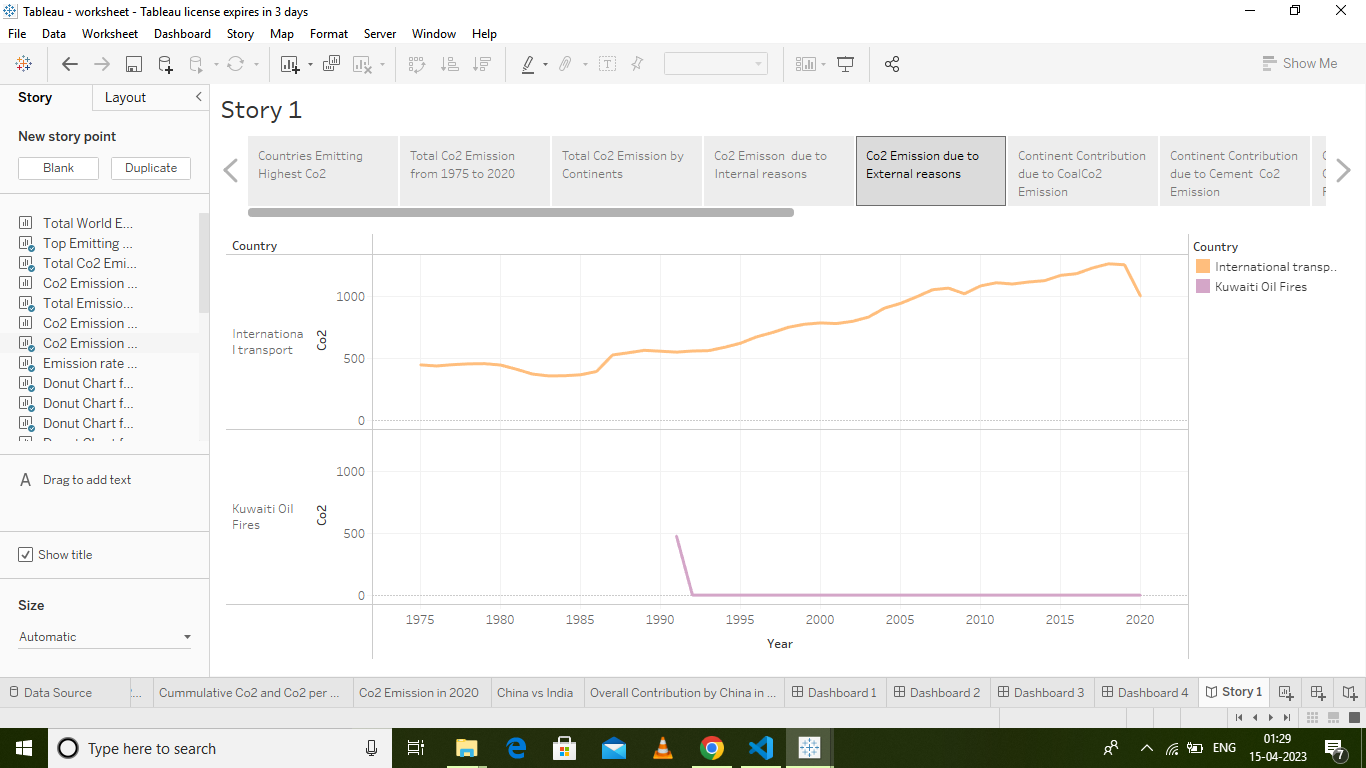 Tableau - worksheet - Tableau license expires in 3 days
File Data Worksheet Dashboard Story Map Format Server Window Help
Show Me
Story Layout
New story point
Blank Duplicate
Total World E...
Top Emitting ...
Total Co2 Emi...
Co2 Emission ...
Total Emissio...
Co2 Emission ...
Co2 Emission ...
Emission rate ...
Donut Chart f...
Donut Chart f...
Donut Chart f...
A Drag to add text
Show title
Size
Automatic
Story 1
Countries Emitting
Highest Co2
Total Co2 Emission
from 1975 to 2020
Total Co2 Emission by
Continents
Co2 Emisson due to
Internal reasons
Co2 Emission due to
External reasons
Continent Contribution
due to CoalCo2
Emission
Continent Contribution
due to Cement Co2
Emission
Country
Internationa
l transport
Co2
1000
500
0
Kuwaiti Oil
Fires
Co2
1000
500
0
1975 1980 1985 1990 1995 2000 2005 2010 2015 2020
Year
Country
International transp..
Kuwaiti Oil Fires
Data Source Cummulative Co2 and Co2 per ... Co2 Emission in 2020 China vs India Overall Contribution by China in ... Dashboard 1 Dashboard 2 Dashboard 3 Dashboard 4 Story 1
Type here to search
ENG
01:29
15-04-2023
7